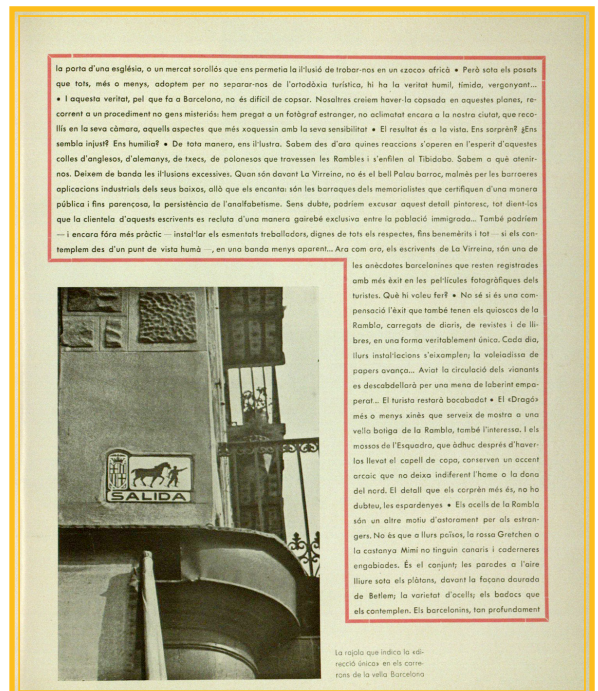 la porta d'una església, o un mercat sorollós que ens permetia la il·lusió de trobar-nos en un «zoco» africà • Però sota els posats
que tots, més o menys, adoptem per no separar-nos de l'ortodòxia turística, hi ha la veritat humil, tímida, vergonyant...
• I aquesta veritat, pel que fa a Barcelona, no és difícil de copsar. Nosaltres creiem haver-la copsada en aquestes planes, re-
corrent a un procediment no gens misteriós: hem pregat a un fotògraf estranger, no aclimatat encara a la nostra ciutat, que reco-
llís en la seva càmara, aquells aspectes que més xoquessin amb la seva sensibilitat • El resultat és a la vista. Ens sorprèn? ¿Ens
sembla injust? Ens humilia? • De tota manera, ens il·lustra. Sabem des d'ara quines reaccions s'operen en l'esperit d'aquestes
colles d'anglesos, d'alemanys, de txecs, de polonesos que travessen les Rambles i s'enfilen al Tibidabo. Sabem a què atenir-
nos. Deixem de banda les il·lusions excessives. Quan són davant La Virreina, no és el bell Palau barroc, malmès per les barroeres
aplicacions industrials dels seus baixos, allò que els encanta: són les barraques dels memorialistes que certifiquen d'una manera
pública i fins parençosa, la persistència de l'analfabetisme. Sens dubte, podríem excusar aquest detall pintoresc, tot dient-los
que la clientela d'aquests escrivents es recluta d'una manera gairebé exclusiva entre la població immigrada... També podríem
— i encara fóra més pràctic — instal·lar els esmentats treballadors, dignes de tots els respectes, fins benemèrits i tot — si els con-
templem des d'un punt de vista humà —, en una banda menys aparent... Ara com ara, els escrivents de La Virreina, són una de
les anècdotes barcelonines que resten registrades
amb més èxit en les pel·lícules fotogràfiques dels
turistes. Què hi voleu fer? • No sé si és una com-
pensació l'èxit que també tenen els quioscos de la
Rambla, carregats de diaris, de revistes i de lli-
bres, en una forma veritablement única. Cada dia,
llurs instal·lacions s'eixamplen; la voleiadissa de
papers avança... Aviat la circulació dels vianants
es descabdellarà per una mena de laberint empa-
perat... El turista restarà bocabadat • El «Dragó»
més o menys xinès que serveix de mostra a una
vella botiga de la Rambla, també l'interessa. I els
mossos de l'Esquadra, que àdhuc després d'haver-
los llevat el capell de copa, conserven un accent
arcaic que no deixa indiferent l'home o la dona
del nord. El detall que els corprèn més és, no ho
dubteu, les espardenyes • Els ocells de la Rambla
són un altre motiu d'astorament per als estran-
gers. No és que a llurs països, la rossa Gretchen o
la castanya Mimí no tinguin canaris i caderneres
engabiades. És el conjunt; les parades a l'aire
lliure sota els plàtans, davant la façana daurada
de Betlem; la varietat d'ocells; els badocs que
els contemplen. Els barcelonins, tan profundament
SALIDA
La rajola que indica la «di-
recció única» en els carre-
rons de la vella Barcelona